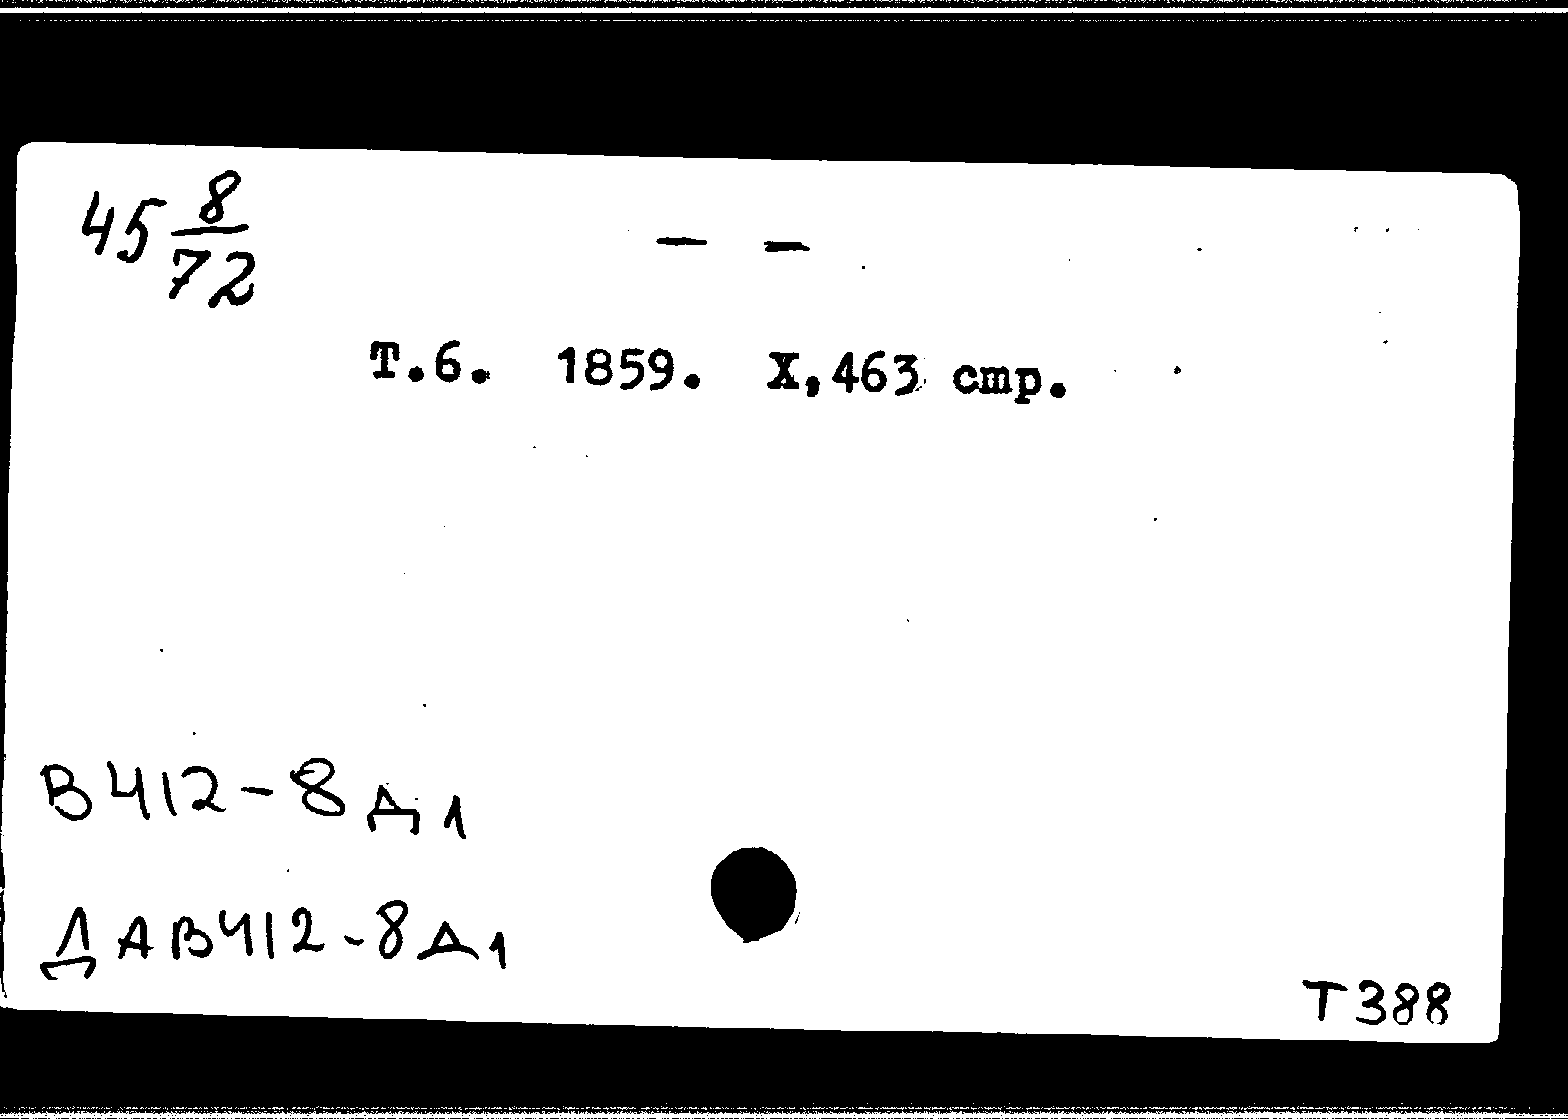 45 8/72
— —
Т.6. 1859. X,463 стр.
В412-8д1
ДАВ412-8д1
Т388